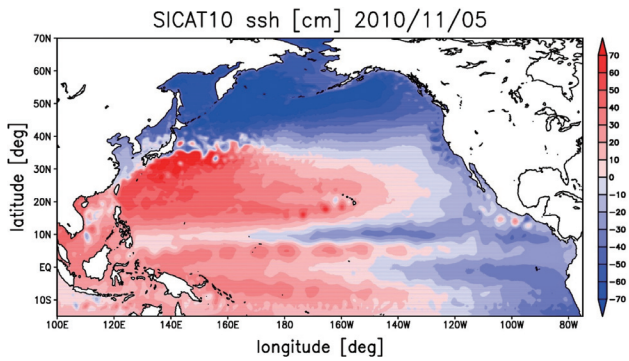 SICAT10 ssh [cm] 2010/11/05
70N
60N
50N
40N
30N
20N
10N
EQ
10S
latitude [deg]
100E 120E 140E 160E 180 160W 140W 120W 100W 80W
longitude [deg]
70
60
50
40
30
20
10
0
-10
-20
-30
-40
-50
-60
-70